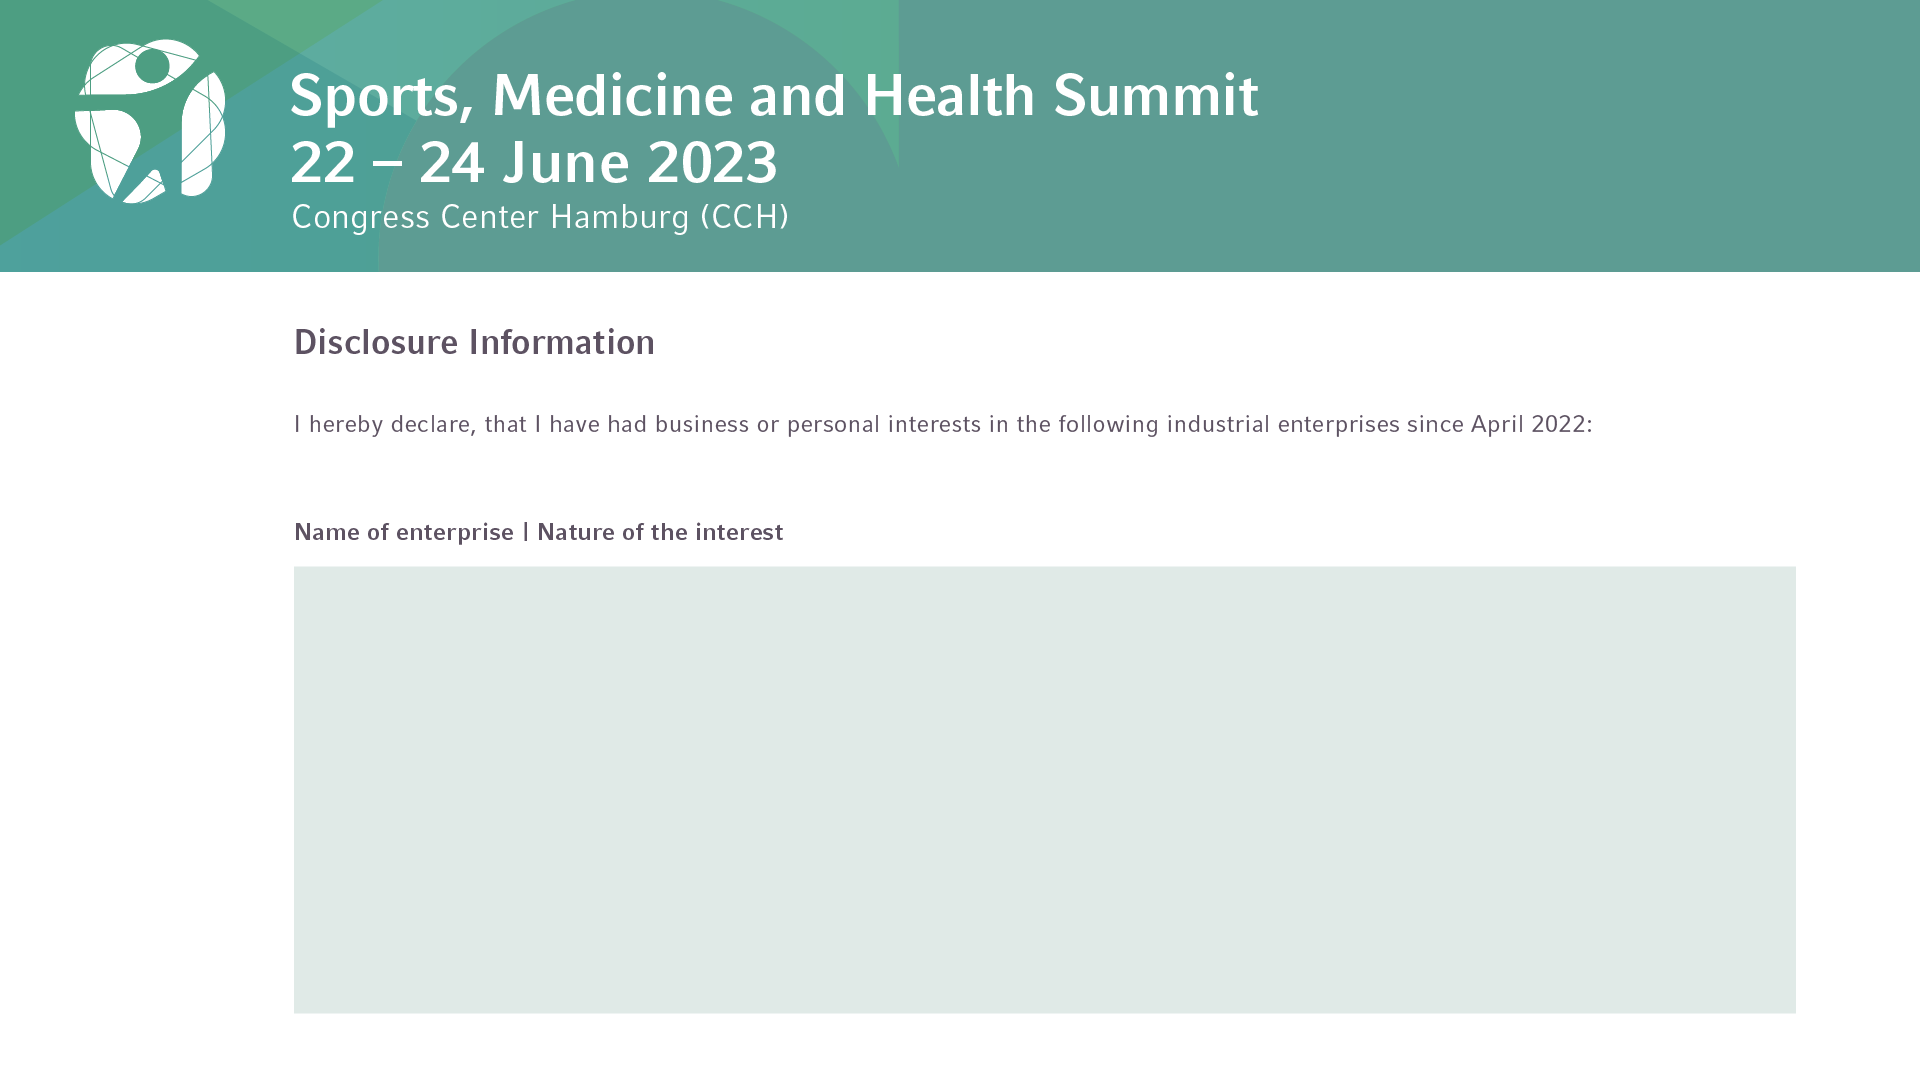 Sports, Medicine and Health Summit
22 – 24 June 2023
Congress Center Hamburg (CCH)
Disclosure Information
I hereby declare, that I have had business or personal interests in the following industrial enterprises since April 2022:
Name of enterprise | Nature of the interest